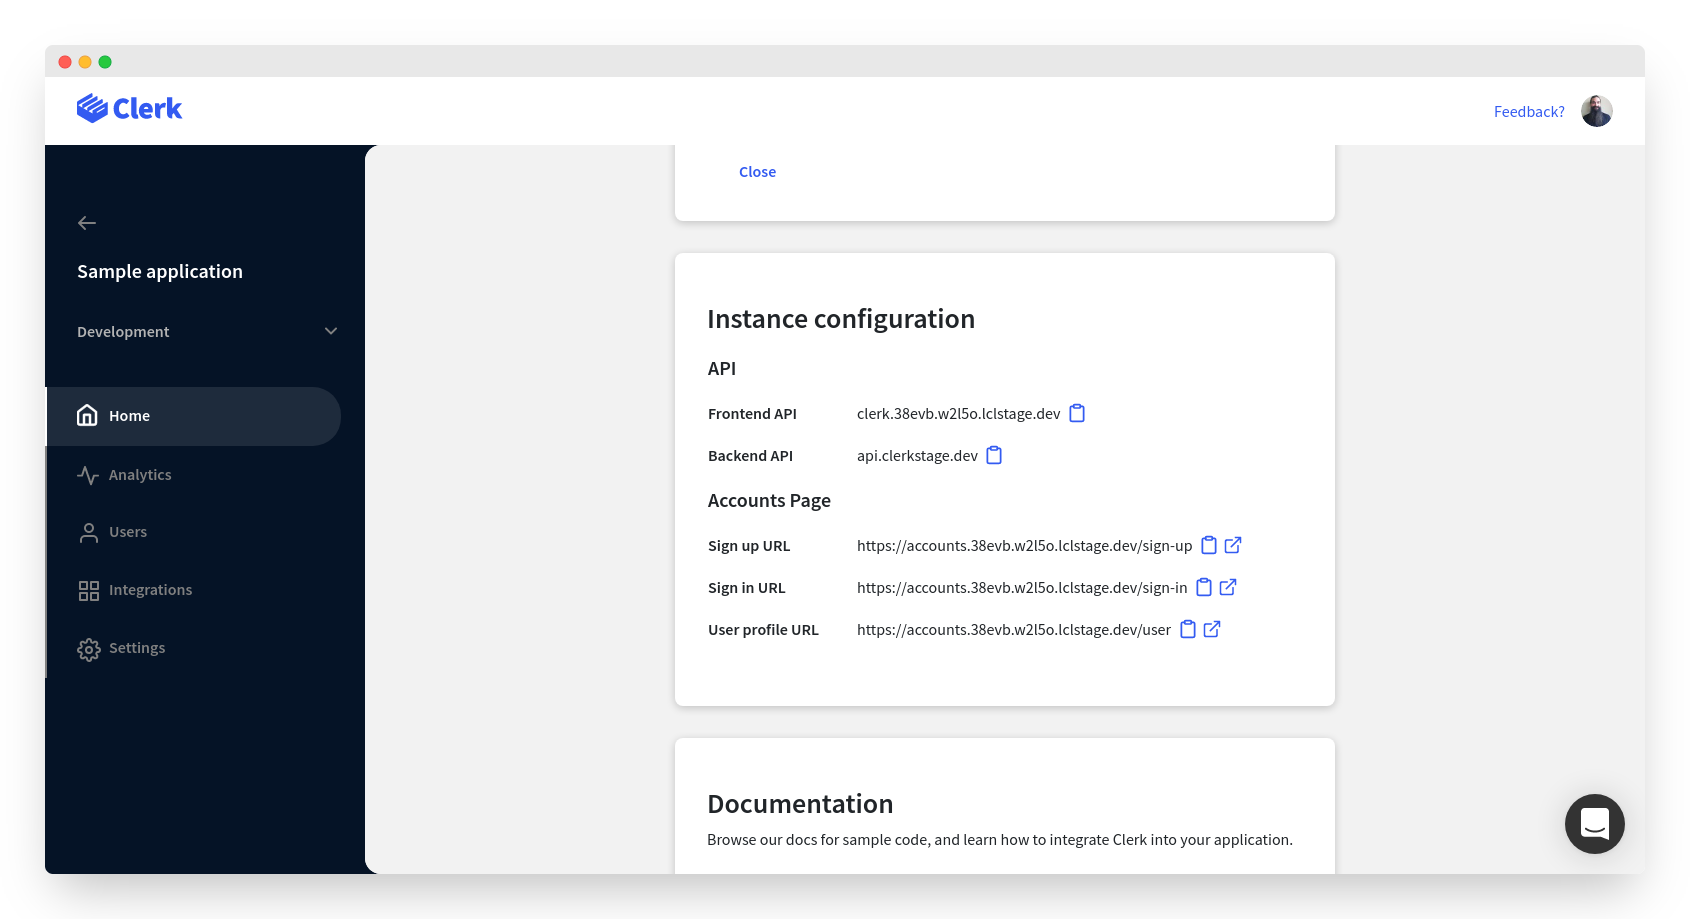 Clerk
Feedback?
Sample application
Development
Home
Analytics
Users
Integrations
Settings
Close
Instance configuration
API
Frontend API clerk.38evb.w2l5o.lclstage.dev
Backend API api.clerkstage.dev
Accounts Page
Sign up URL https://accounts.38evb.w2l5o.lclstage.dev/sign-up
Sign in URL https://accounts.38evb.w2l5o.lclstage.dev/sign-in
User profile URL https://accounts.38evb.w2l5o.lclstage.dev/user
Documentation
Browse our docs for sample code, and learn how to integrate Clerk into your application.